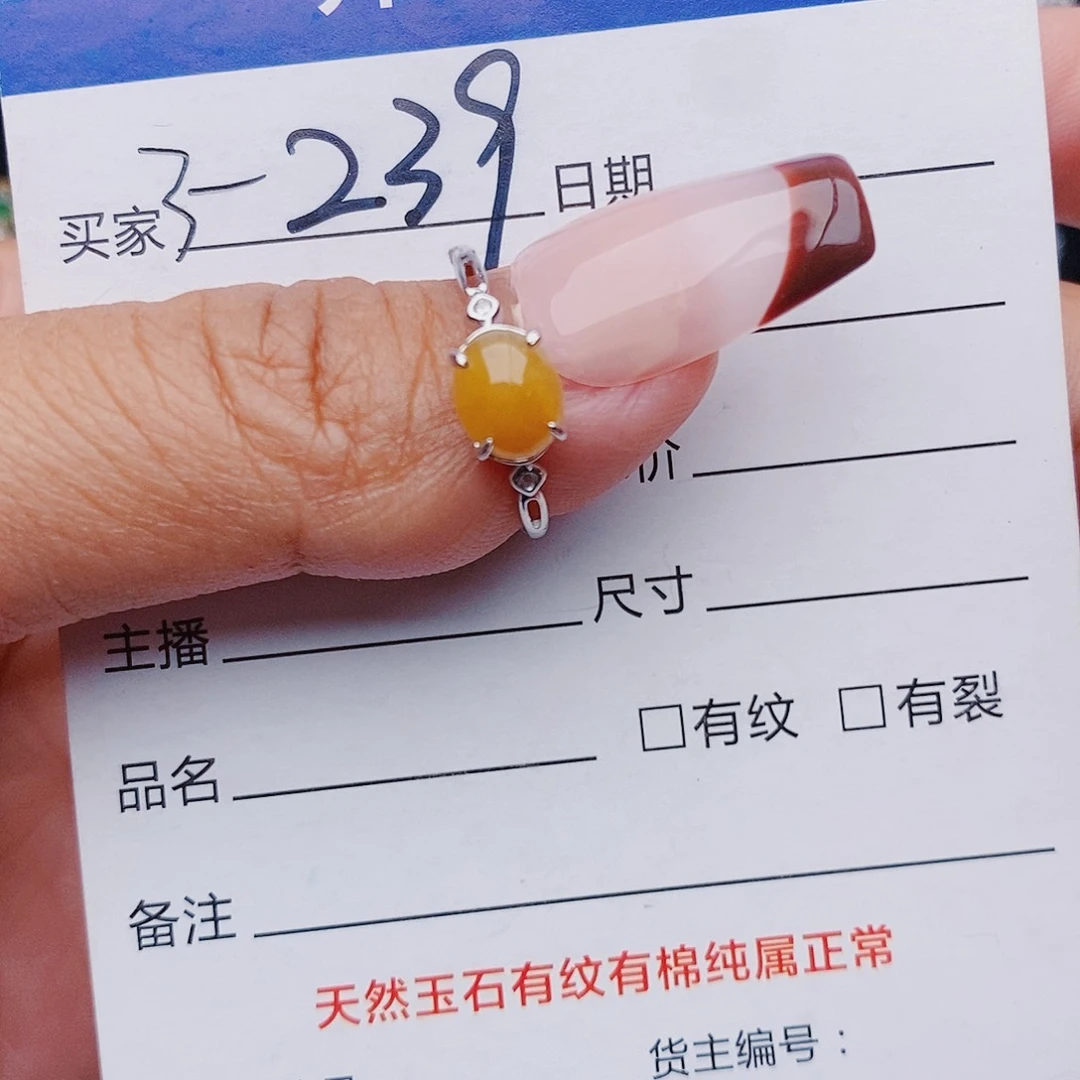 买家 3-239 日期
价
主播 尺寸
品名 □有纹 □有裂
备注
天然玉石有纹有棉纯属正常
货主编号：